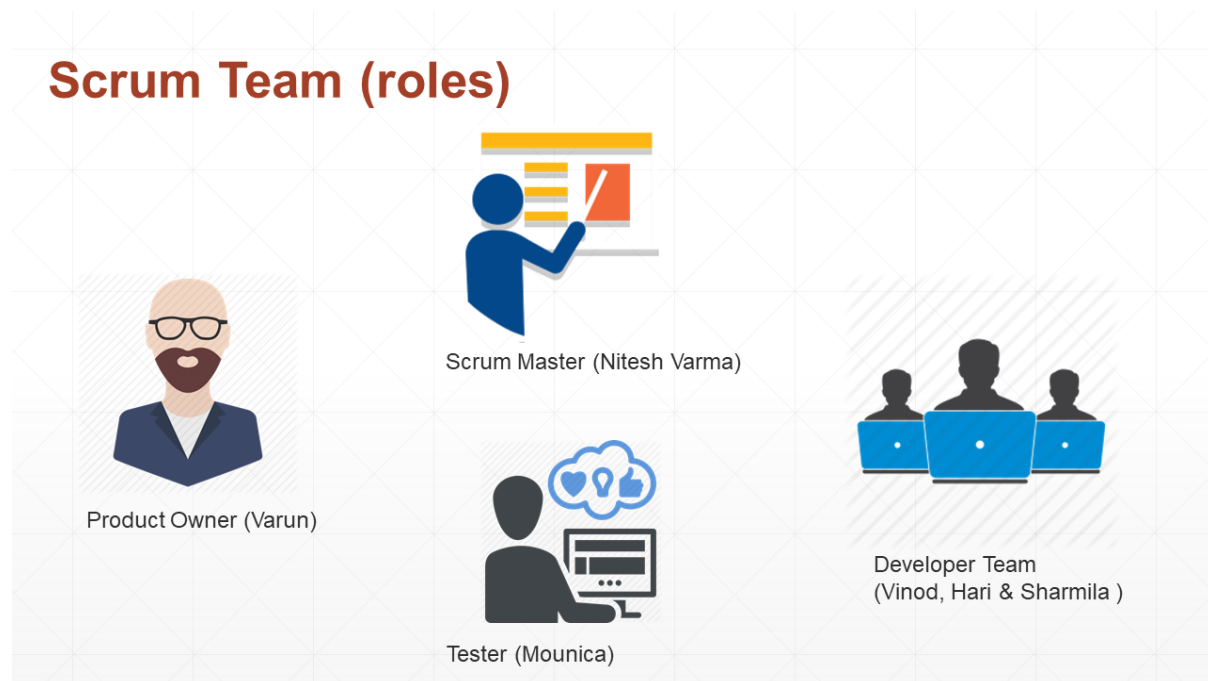 Scrum Team (roles)
Scrum Master (Nitesh Varma)
Product Owner (Varun)
Developer Team
(Vinod, Hari & Sharmila )
Tester (Mounica)